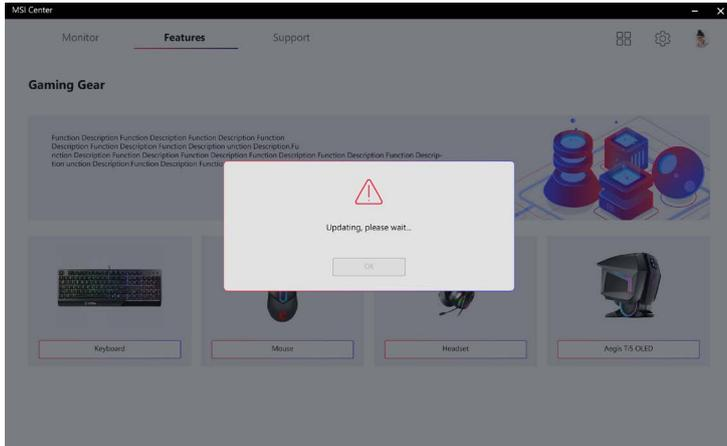 MSI Center
Monitor
Features
Support
Gaming Gear
Function Description Function Description Function Description Function
Description Function Description Function Description unction Description.Fu
nction Description Function Description Function Description Function Description Function Description Function Descrip-
tion unction Description Function Description Functio
Updating, please wait...
OK
Keyboard
Mouse
Headset
Aegis Ti5 OLED